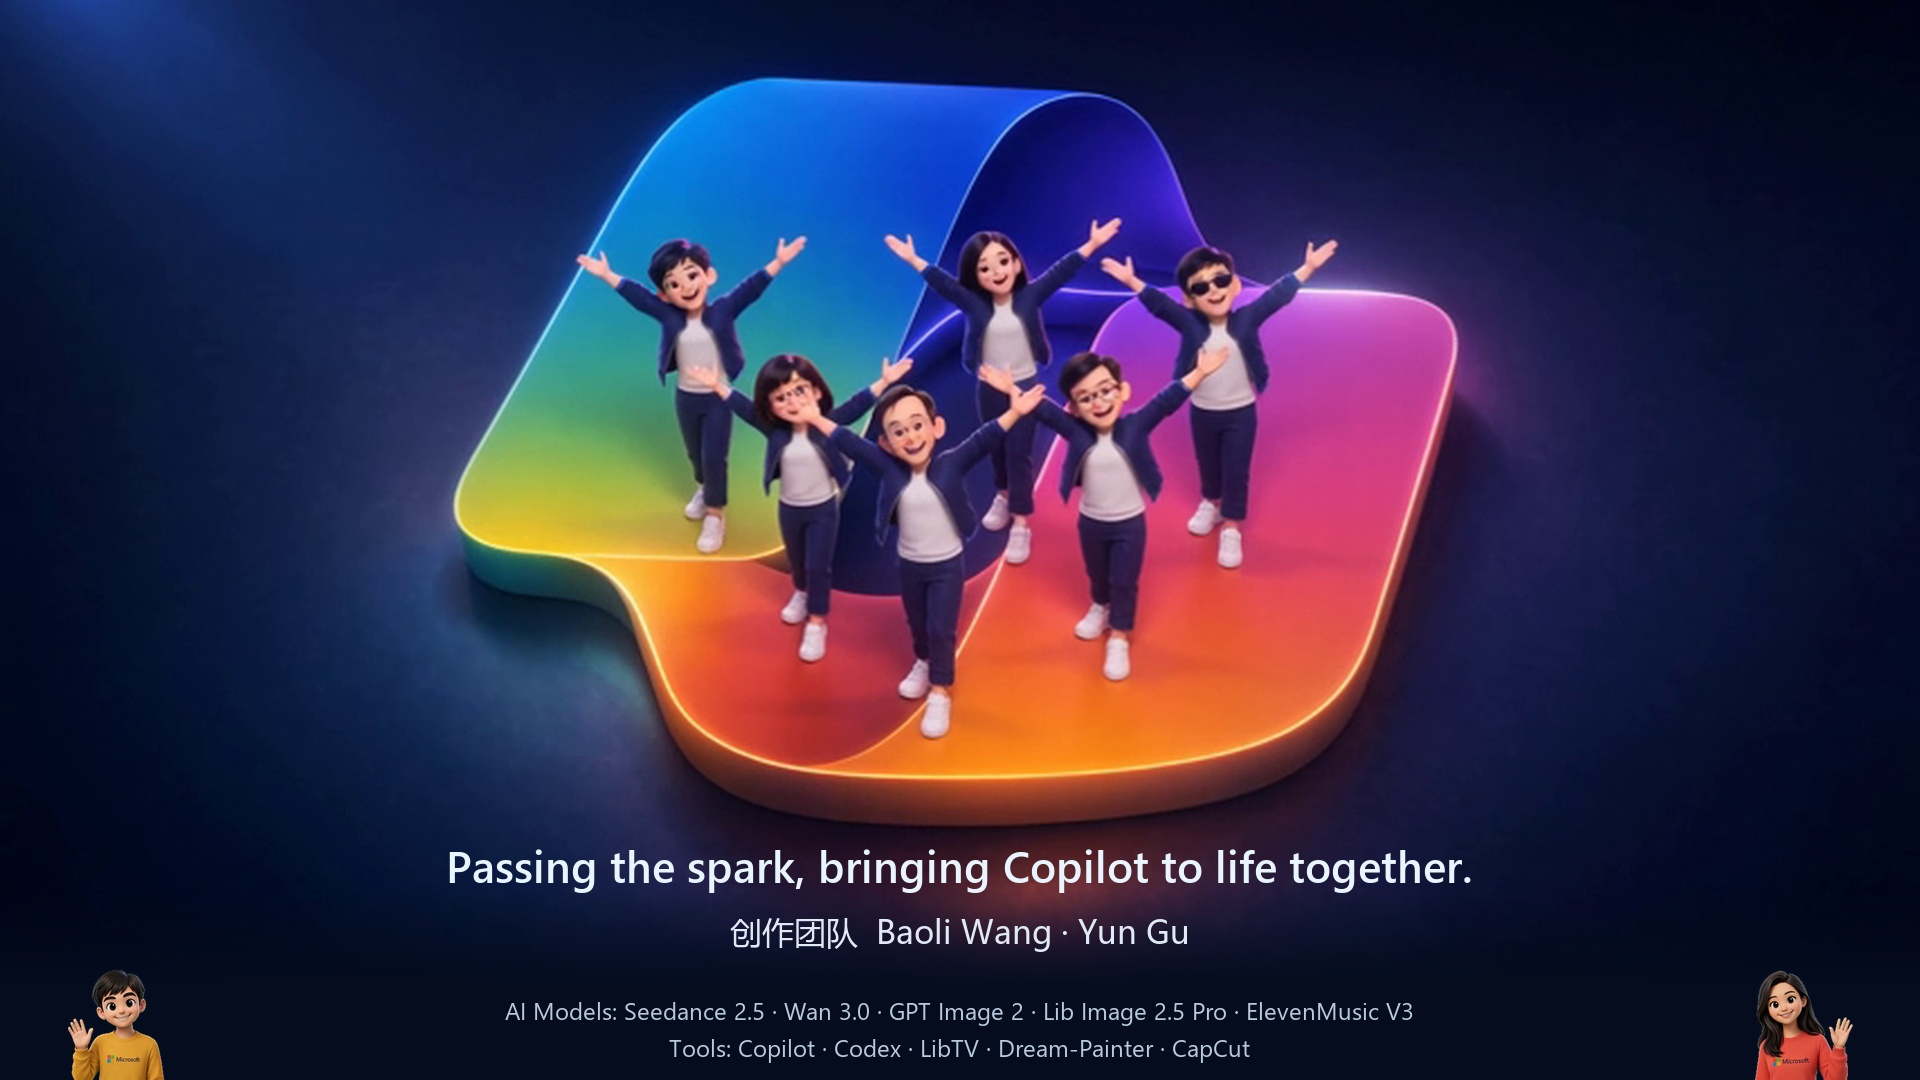 Passing the spark, bringing Copilot to life together.
创作团队 Baoli Wang · Yun Gu
AI Models: Seedance 2.5 · Wan 3.0 · GPT Image 2 · Lib Image 2.5 Pro · ElevenMusic V3
Tools: Copilot · Codex · LibTV · Dream-Painter · CapCut
Microsoft
Microsoft